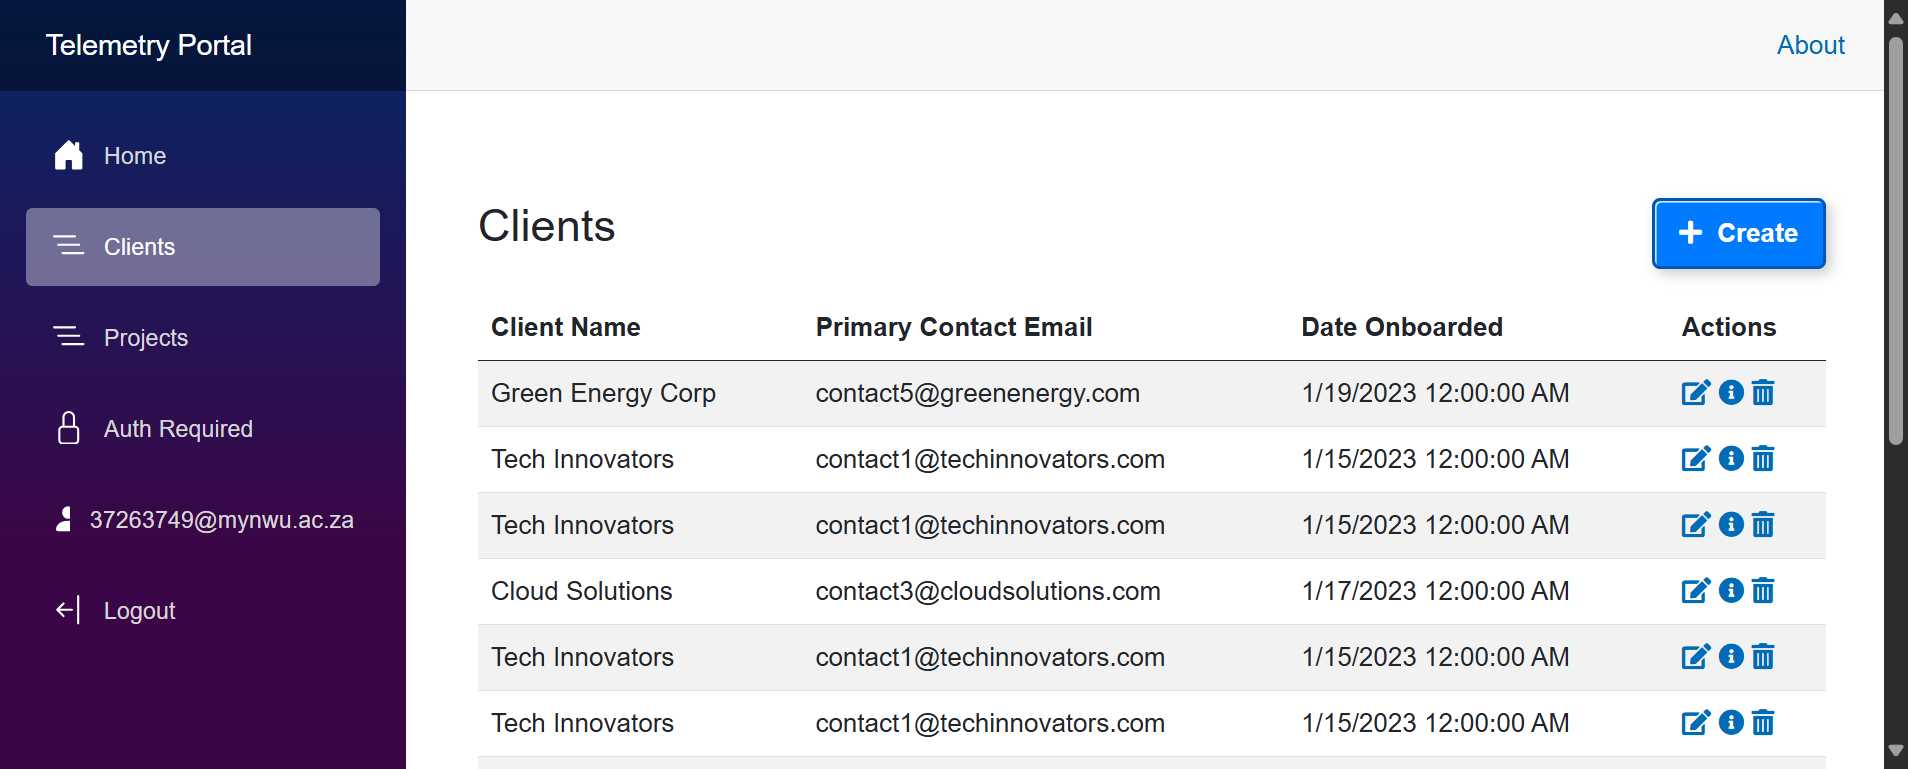 Telemetry Portal
About
Home
Clients
Projects
Auth Required
37263749@mynwu.ac.za
Logout
Clients
Create
Client Name Primary Contact Email Date Onboarded Actions
Green Energy Corp contact5@greenenergy.com 1/19/2023 12:00:00 AM
Tech Innovators contact1@techinnovators.com 1/15/2023 12:00:00 AM
Tech Innovators contact1@techinnovators.com 1/15/2023 12:00:00 AM
Cloud Solutions contact3@cloudsolutions.com 1/17/2023 12:00:00 AM
Tech Innovators contact1@techinnovators.com 1/15/2023 12:00:00 AM
Tech Innovators contact1@techinnovators.com 1/15/2023 12:00:00 AM